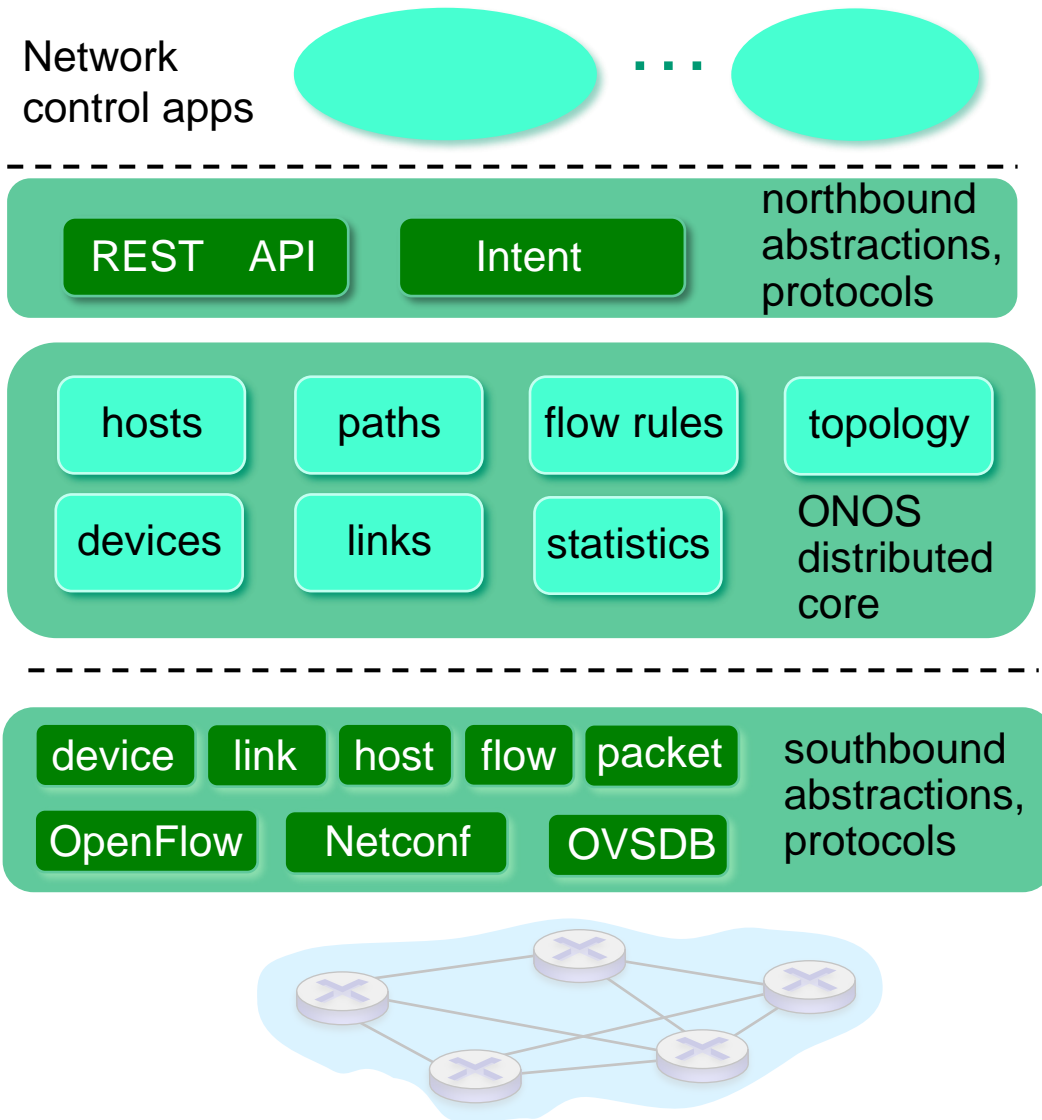 Network
control apps
. . .
northbound
abstractions,
protocols
REST API
Intent
hosts
paths
flow rules
topology
devices
links
statistics
ONOS
distributed
core
device
link
host
flow
packet
southbound
abstractions,
protocols
OpenFlow
Netconf
OVSDB